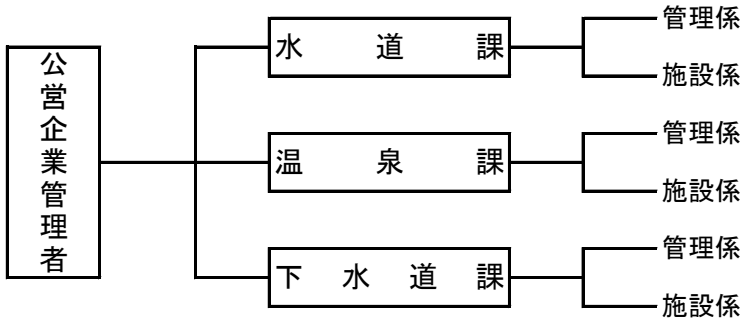 公営企業管理者
水道課
管理係
施設係
温泉課
管理係
施設係
下水道課
管理係
施設係